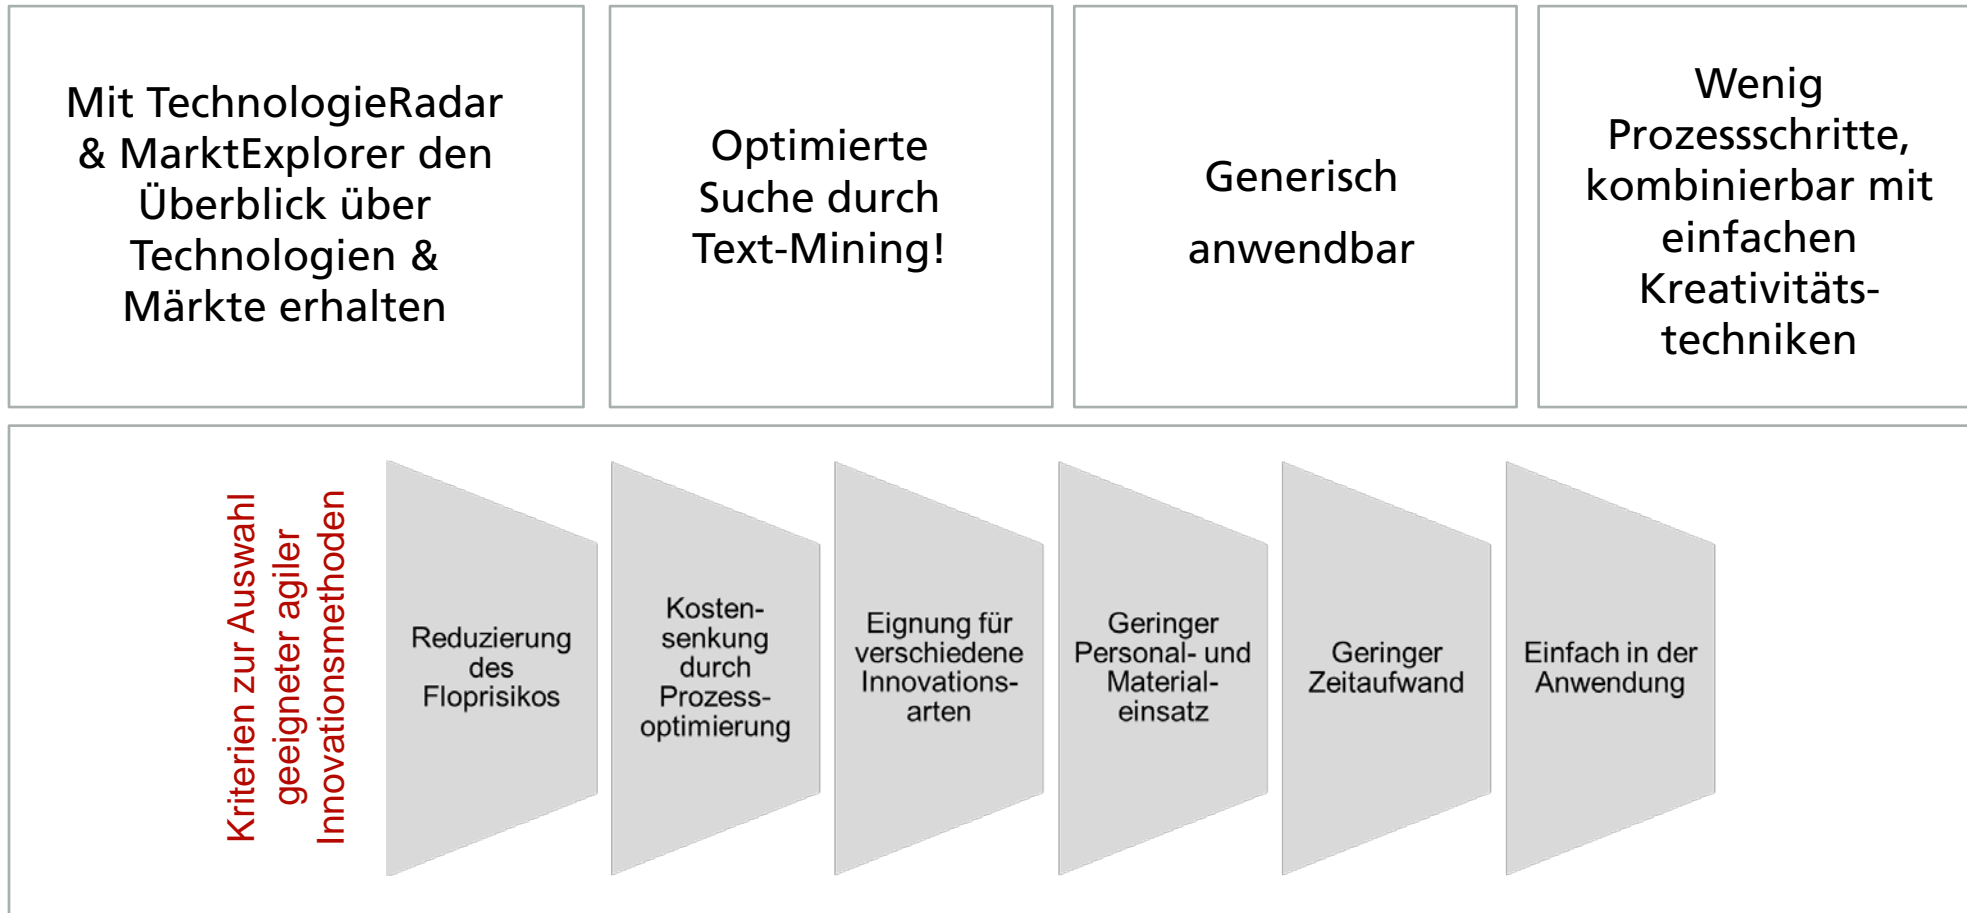 Mit TechnologieRadar
& MarktExplorer den
Überblick über
Technologien &
Märkte erhalten
Optimierte
Suche durch
Text-Mining!
Generisch
anwendbar
Wenig
Prozessschritte,
kombinierbar mit
einfachen
Kreativitäts-
techniken
Kriterien zur Auswahl
geeigneter agiler
Innovationsmethoden
Reduzierung
des
Floprisikos
Kosten-
senkung
durch
Prozess-
optimierung
Eignung für
verschiedene
Innovations-
arten
Geringer
Personal- und
Material-
einsatz
Geringer
Zeitaufwand
Einfach in der
Anwendung